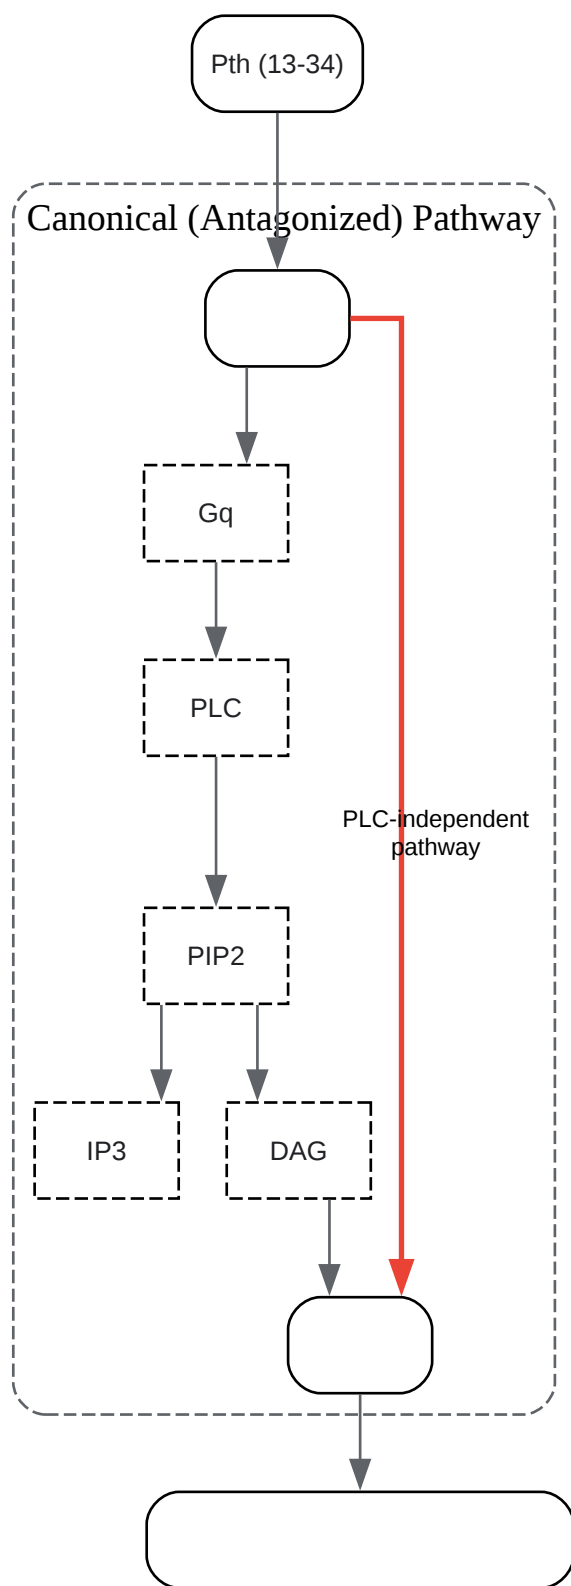 Pth (13-34)
Canonical (Antagonized) Pathway
Gq
PLC
PLC-independent
pathway
PIP2
IP3
DAG